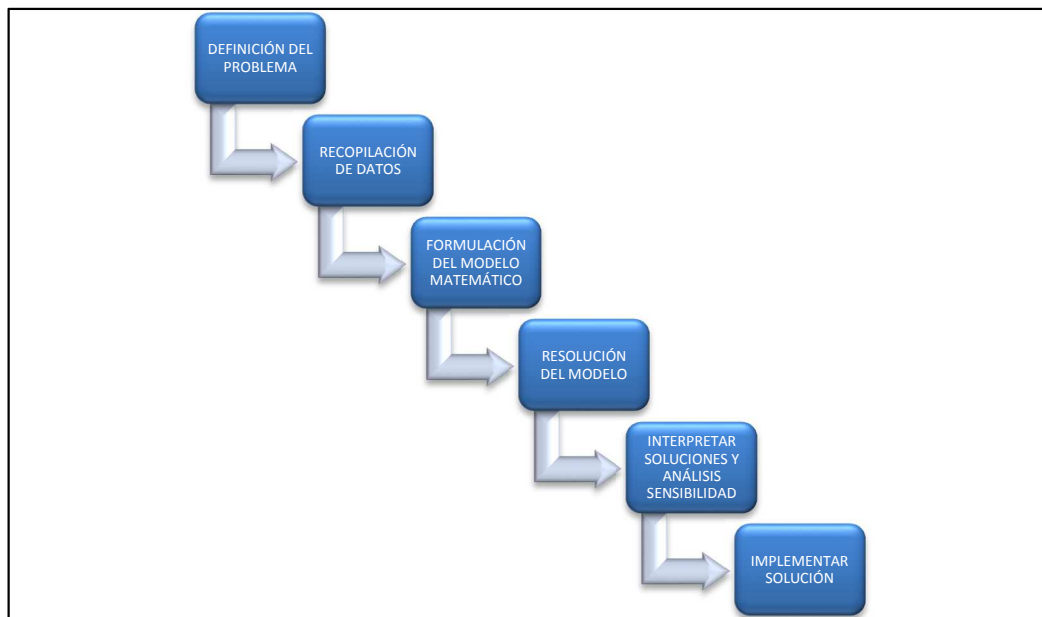 DEFINICIÓN DEL
PROBLEMA
RECOPILACIÓN
DE DATOS
FORMULACIÓN
DEL MODELO
MATEMÁTICO
RESOLUCIÓN
DEL MODELO
INTERPRETAR
SOLUCIONES Y
ANÁLISIS
SENSIBILIDAD
IMPLEMENTAR
SOLUCIÓN